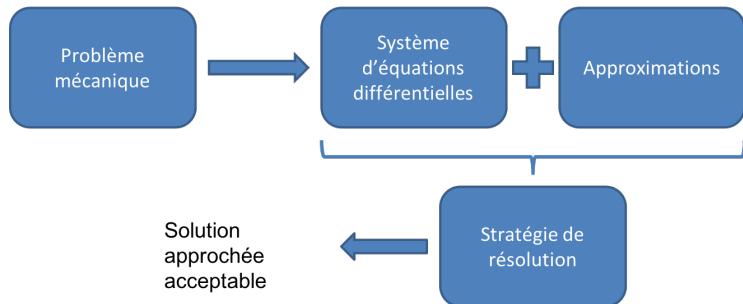 Problème
mécanique
Système
d'équations
différentielles
Approximations
Stratégie de
résolution
Solution
approchée
acceptable